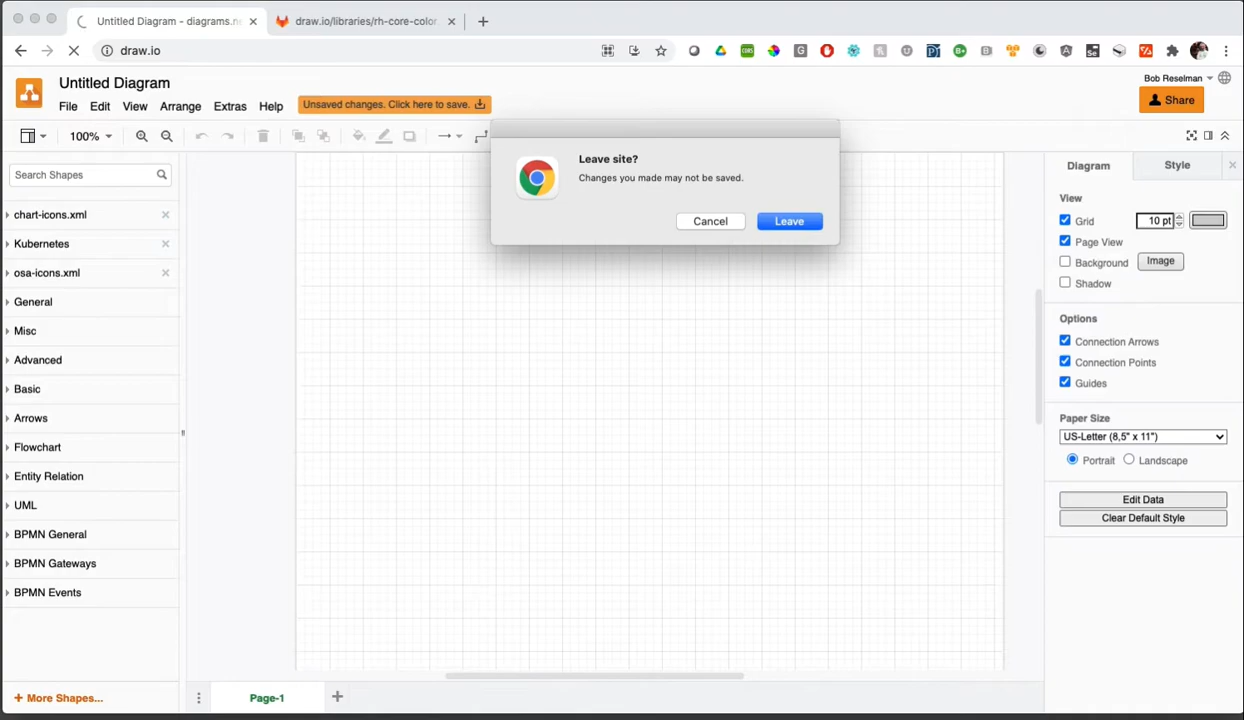 Untitled Diagram – diagrams.ne
draw.io/libraries/rh-core-color
draw.io
Untitled Diagram
Bob Reselman
File Edit View Arrange Extras Help
Unsaved changes. Click here to save.
Share
100%
Leave site?
Changes you made may not be saved.
Cancel
Leave
Search Shapes
chart-icons.xml
Kubernetes
osa-icons.xml
General
Misc
Advanced
Basic
Arrows
Flowchart
Entity Relation
UML
BPMN General
BPMN Gateways
BPMN Events
+ More Shapes...
Page-1
Diagram
Style
View
Grid
10 pt
Page View
Background
Image
Shadow
Options
Connection Arrows
Connection Points
Guides
Paper Size
US-Letter (8,5" x 11")
Portrait
Landscape
Edit Data
Clear Default Style